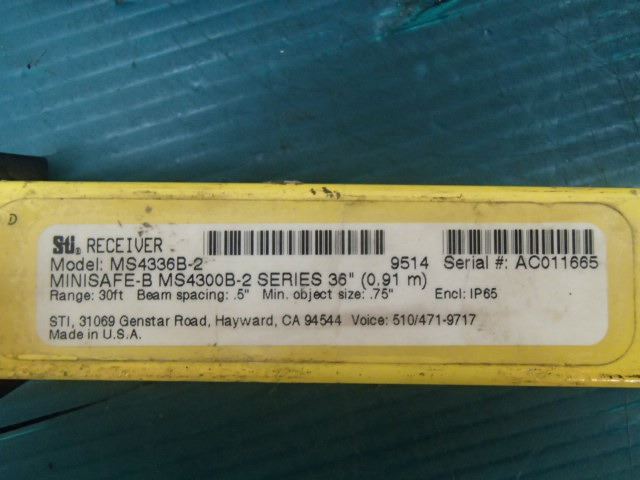 D
STI® RECEIVER
Model: MS4336B-2 9514 Serial #: AC011665
MINISAFE-B MS4300B-2 SERIES 36" (0.91 m)
Range: 30ft Beam spacing: .5" Min. object size: .75" Encl: IP65
STI, 31069 Genstar Road, Hayward, CA 94544 Voice: 510/471-9717
Made in U.S.A.